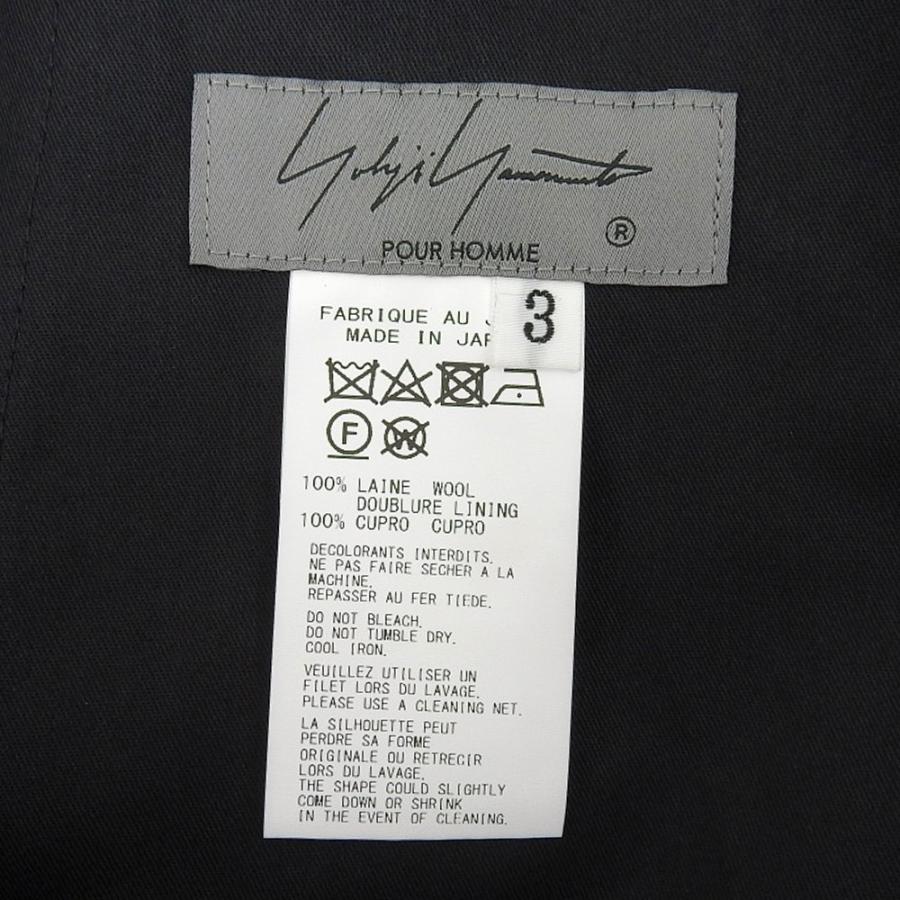 Yohji Yamamoto
®
POUR HOMME
3
FABRIQUE AU
MADE IN
F
W
100% LAINE WOOL
DOUBLURE LINING
100% CUPRO CUPRO
DECOLORANTS INTERDITS.
NE PAS FAIRE SECHER A LA
MACHINE.
REPASSER AU FER TIEDE.
DO NOT BLEACH.
DO NOT TUMBLE DRY.
COOL IRON.
VEUILLEZ UTILISER UN
FILET LORS DU LAVAGE.
PLEASE USE A CLEANING NET.
LA SILHOUETTE PEUT
PERDRE SA FORME
ORIGINALE OU RETRECIR
LORS DU LAVAGE.
THE SHAPE COULD SLIGHTLY
COME DOWN OR SHRINK
IN THE EVENT OF CLEANING.